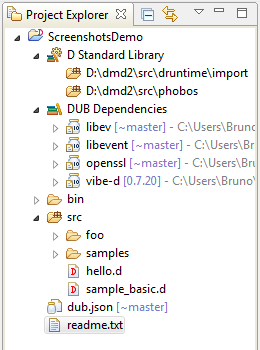 Project Explorer
ScreenshotsDemo
D Standard Library
D:\dmd2\src\druntime\import
D:\dmd2\src\phobos
DUB Dependencies
libev [~master] - C:\Users\Bruno
libevent [~master] - C:\Users\Br
openssl [~master] - C:\Users\Br
vibe-d [0.7.20] - C:\Users\Bruno
bin
src
foo
samples
hello.d
sample_basic.d
dub.json [~master]
readme.txt